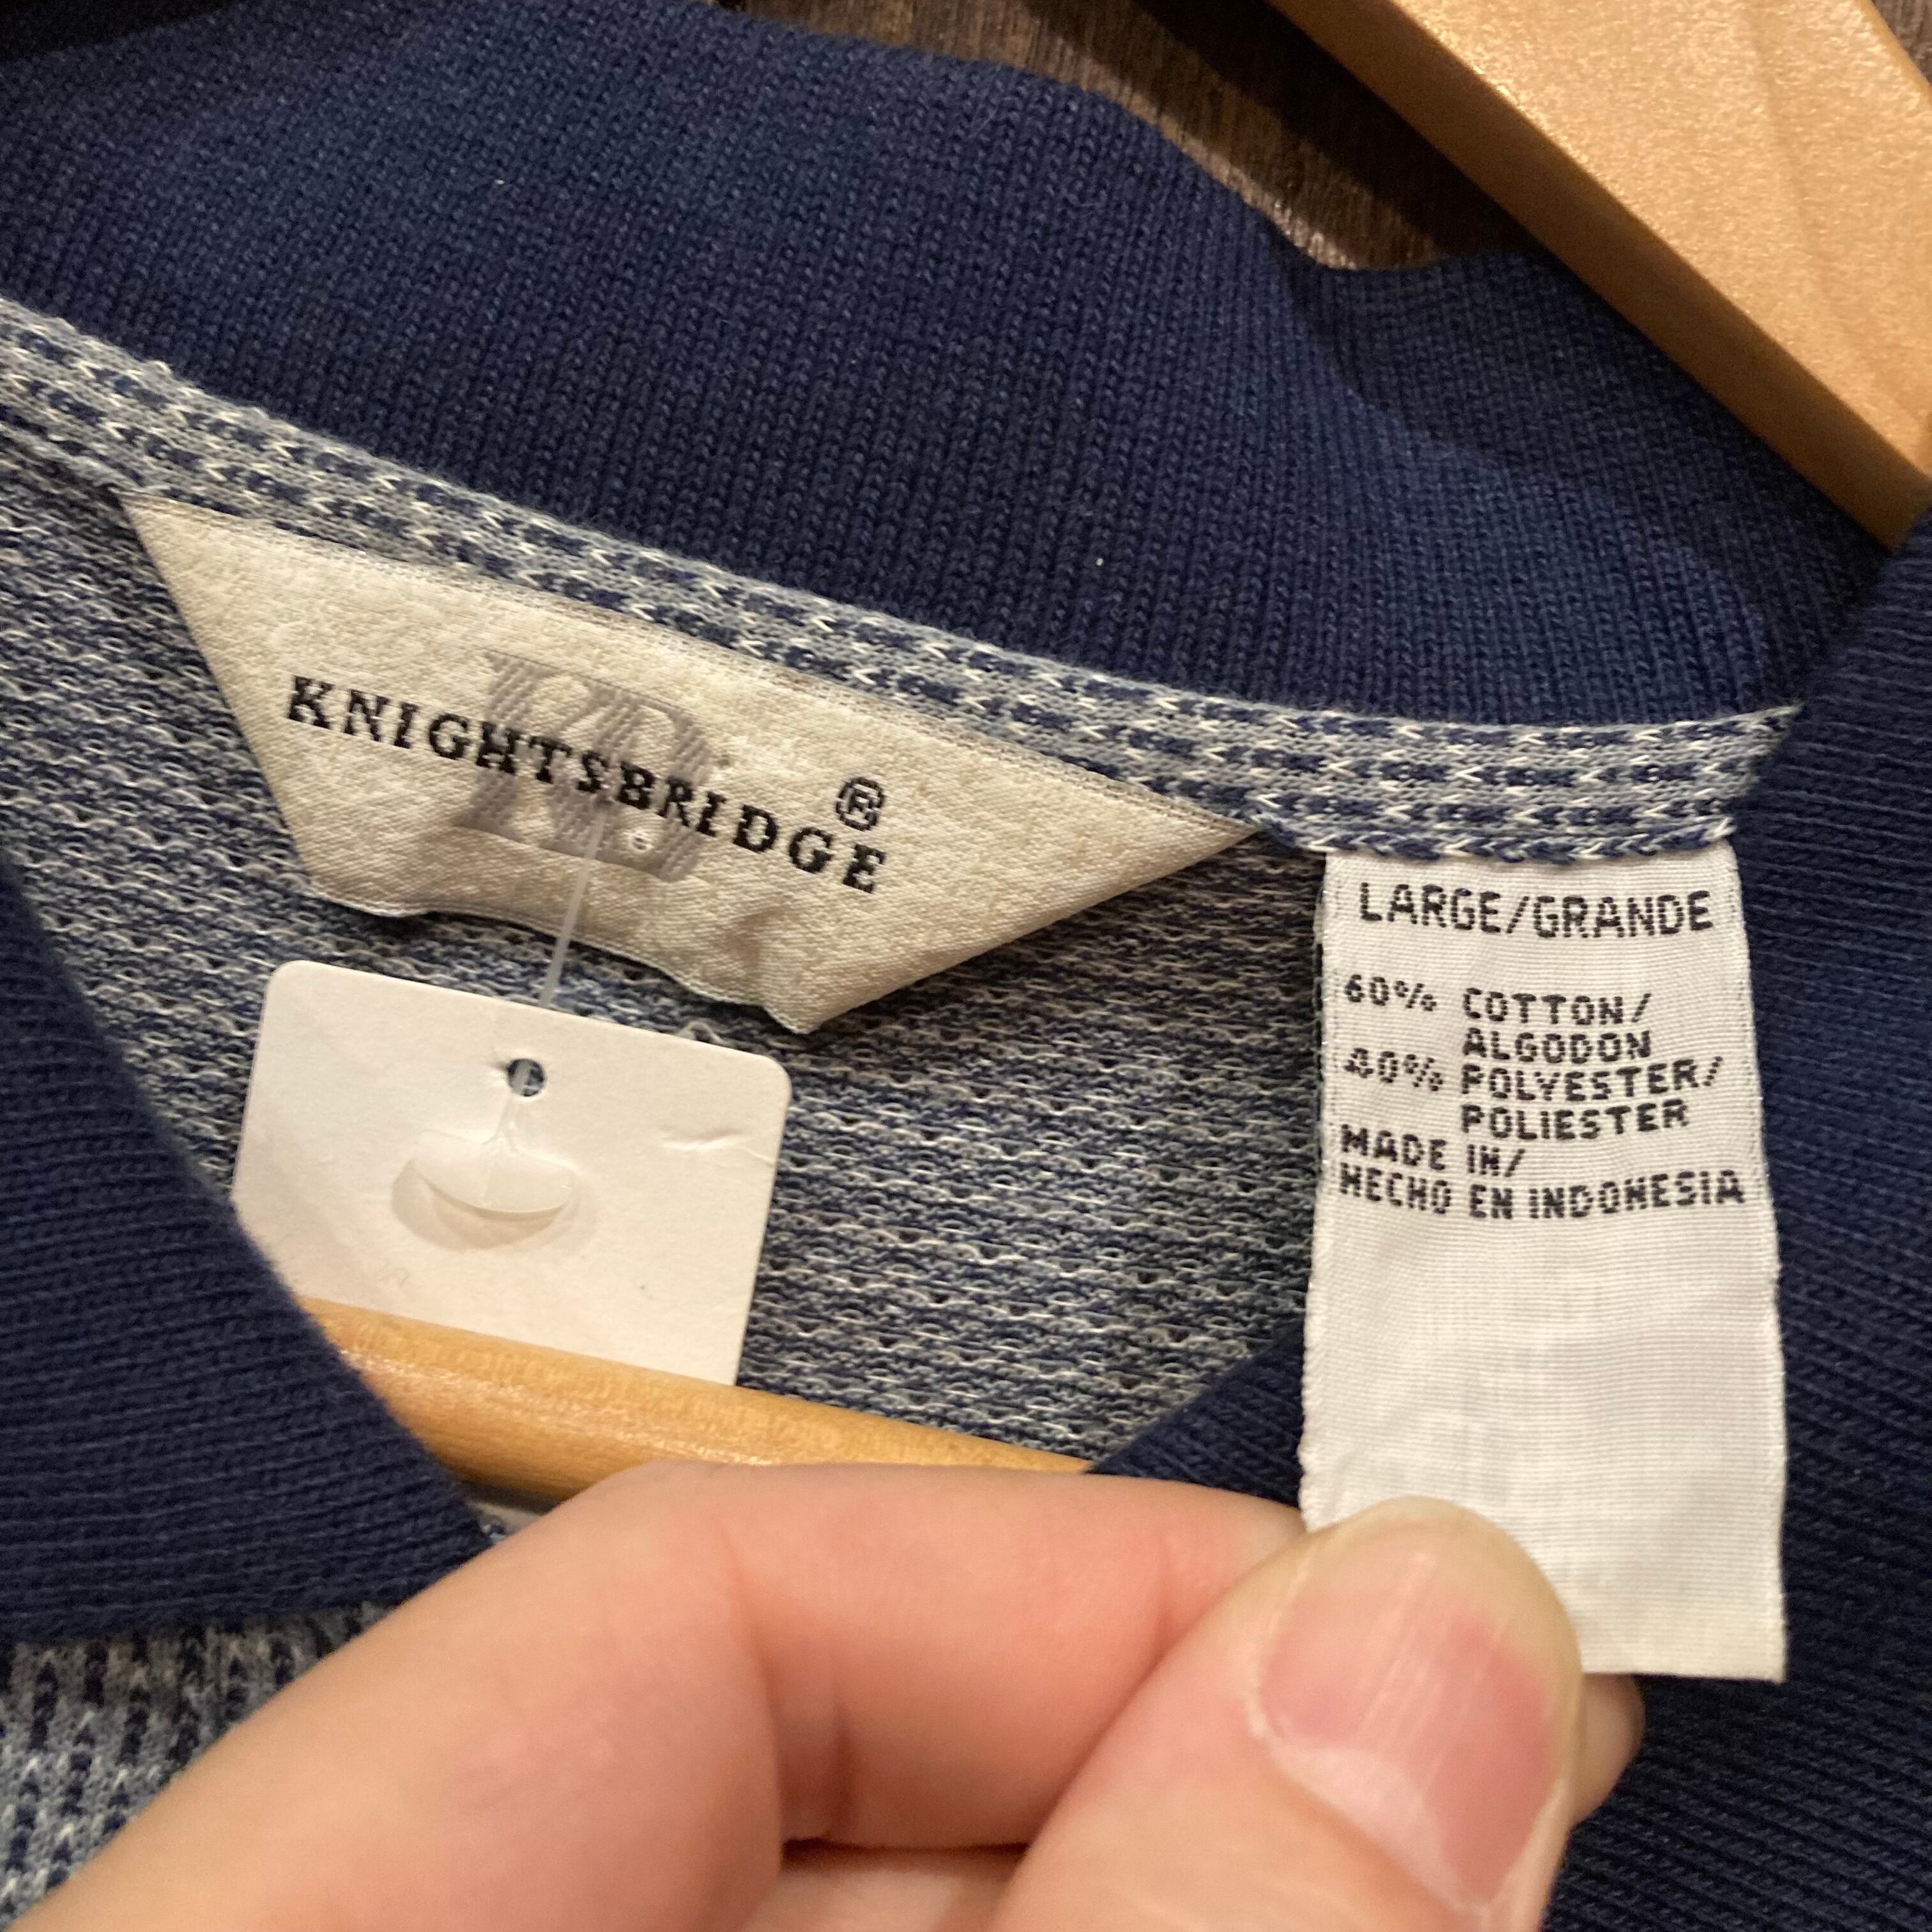 KNIGHTSBRIDGE®
LARGE/GRANDE
60% COTTON/
ALGODON
40% POLYESTER/
POLIESTER
MADE IN/
HECHO EN INDONESIA